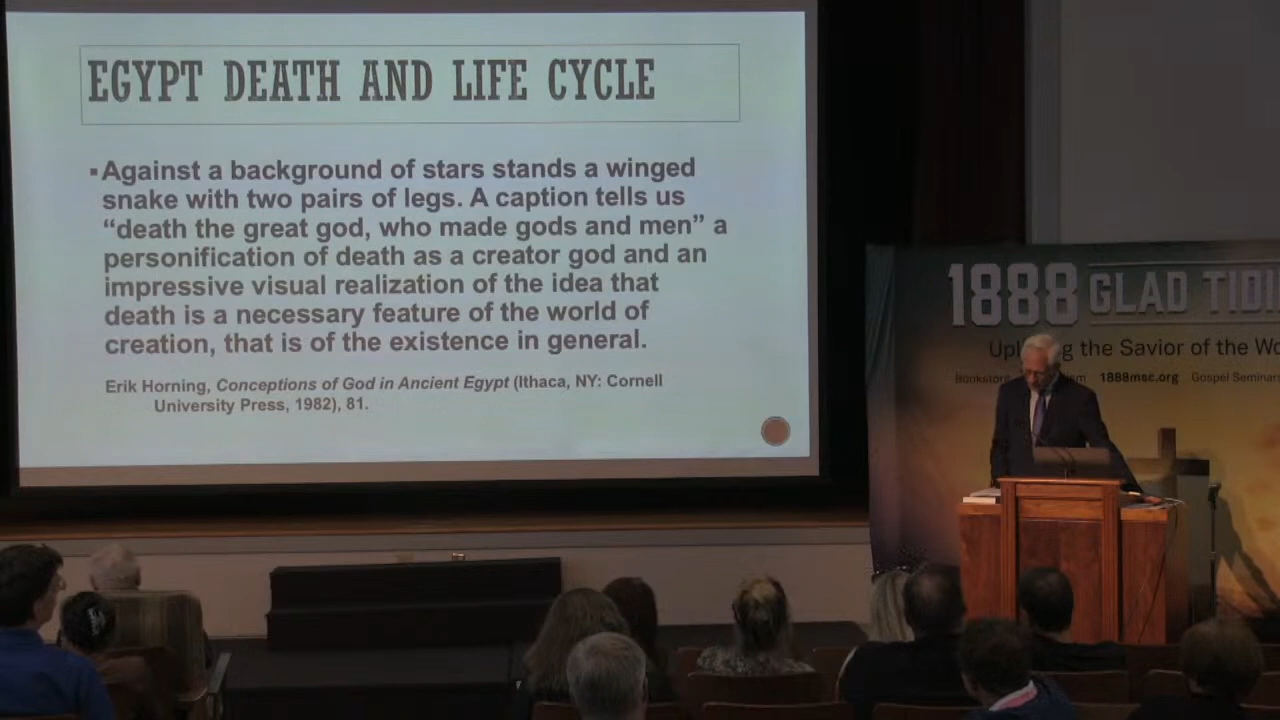 EGYPT DEATH AND LIFE CYCLE
▪Against a background of stars stands a winged
snake with two pairs of legs. A caption tells us
“death the great god, who made gods and men” a
personification of death as a creator god and an
impressive visual realization of the idea that
death is a necessary feature of the world of
creation, that is of the existence in general.
Erik Horning, Conceptions of God in Ancient Egypt (Ithaca, NY: Cornell
University Press, 1982), 81.
1888 GLAD
the Savior of the
1888msc.org Gospel